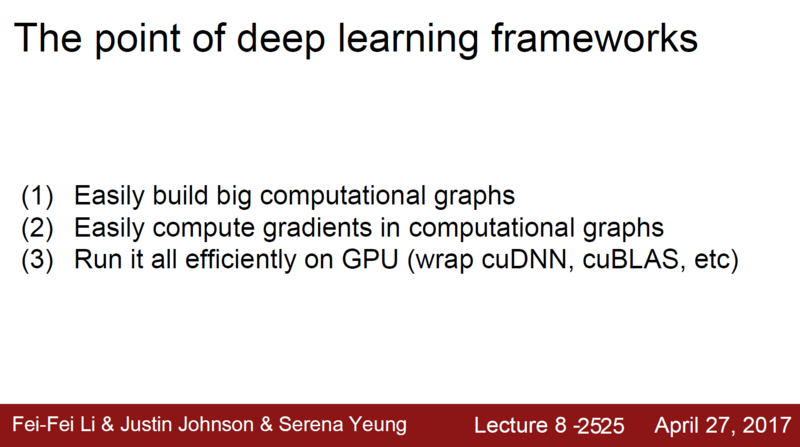 The point of deep learning frameworks
(1) Easily build big computational graphs
(2) Easily compute gradients in computational graphs
(3) Run it all efficiently on GPU (wrap cuDNN, cuBLAS, etc)
Fei-Fei Li & Justin Johnson & Serena Yeung Lecture 8 -2525 April 27, 2017